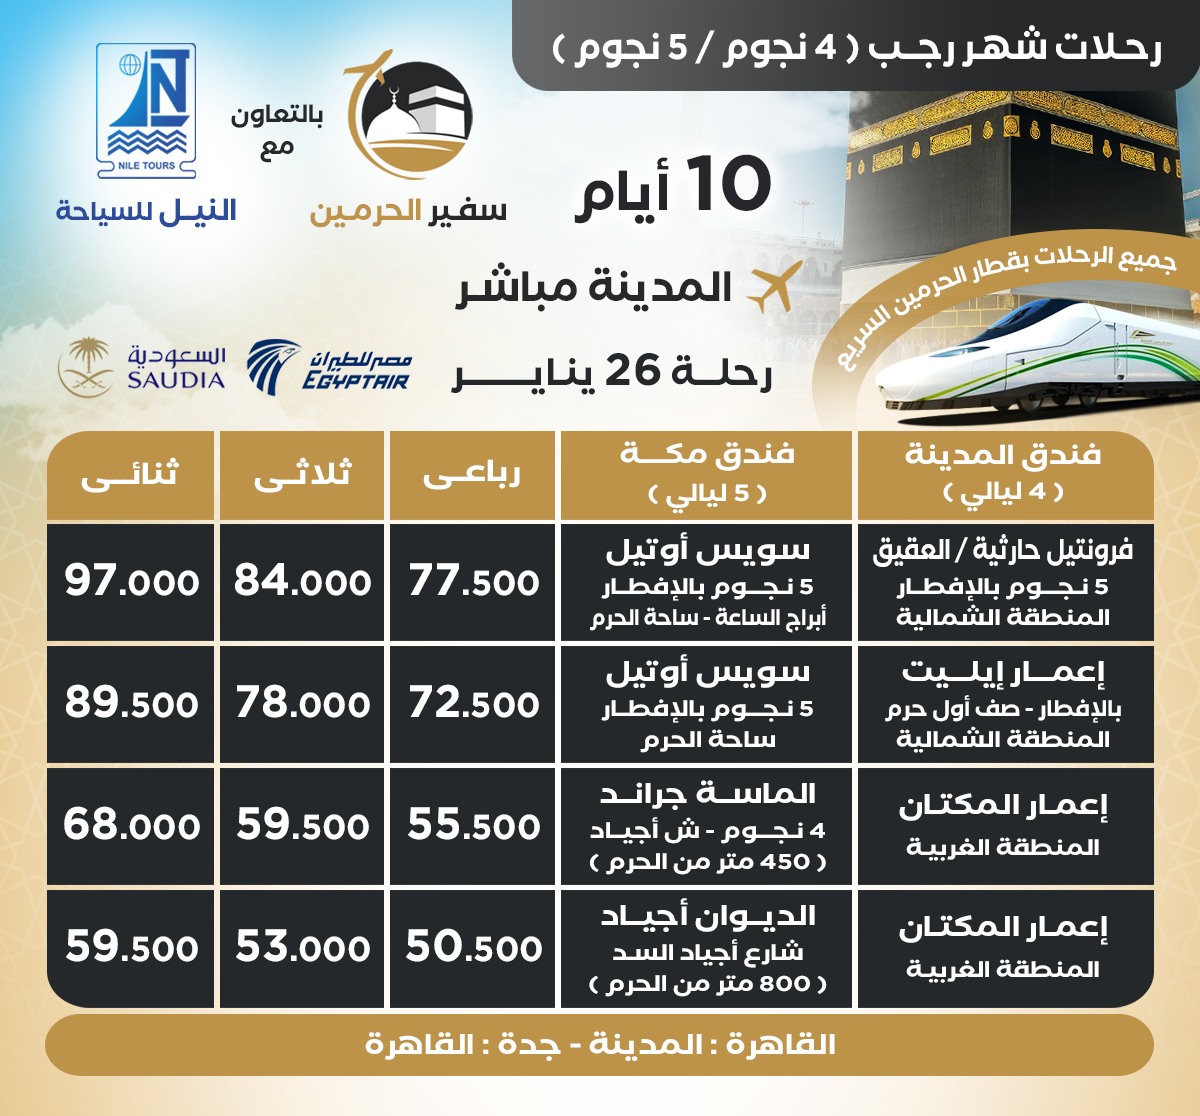 رحلات شهر رجب ( 4 نجوم / 5 نجوم )
NILE TOURS
النيل للسياحة
بالتعاون
مع
سفير الحرمين
10 أيام
المدينة مباشر
رحلة 26 يناير
جميع الرحلات بقطار الحرمين السريع
مصر للطيران
EGYPTAIR
السعودية
SAUDIA
فندق المدينة
( 4 ليالي )
فندق مكة
( 5 ليالي )
رباعى
ثلاثى
ثنائى
فرونتيل حارثية / العقيق
5 نجوم بالإفطار
المنطقة الشمالية
سويس أوتيل
5 نجوم بالإفطار
أبراج الساعة - ساحة الحرم
77.500
84.000
97.000
إعمار إيليت
بالإفطار - صف أول حرم
المنطقة الشمالية
سويس أوتيل
5 نجوم بالإفطار
ساحة الحرم
72.500
78.000
89.500
إعمار المكتان
المنطقة الغربية
الماسة جراند
4 نجوم - ش أجياد
( 450 متر من الحرم )
55.500
59.500
68.000
إعمار المكتان
المنطقة الغربية
الديوان أجياد
شارع أجياد السد
( 800 متر من الحرم )
50.500
53.000
59.500
القاهرة : المدينة - جدة : القاهرة